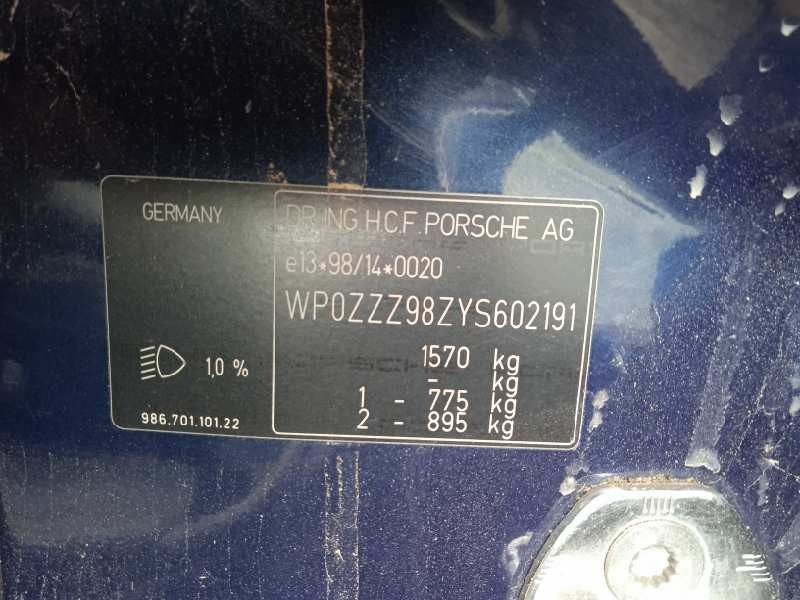 GERMANY
DR.ING.H.C.F.PORSCHE AG
e13*98/14*0020
WP0ZZZ98ZYS602191
1570 kg
- kg
1 - 775 kg
2 - 895 kg
1,0 %
986.701.101.22